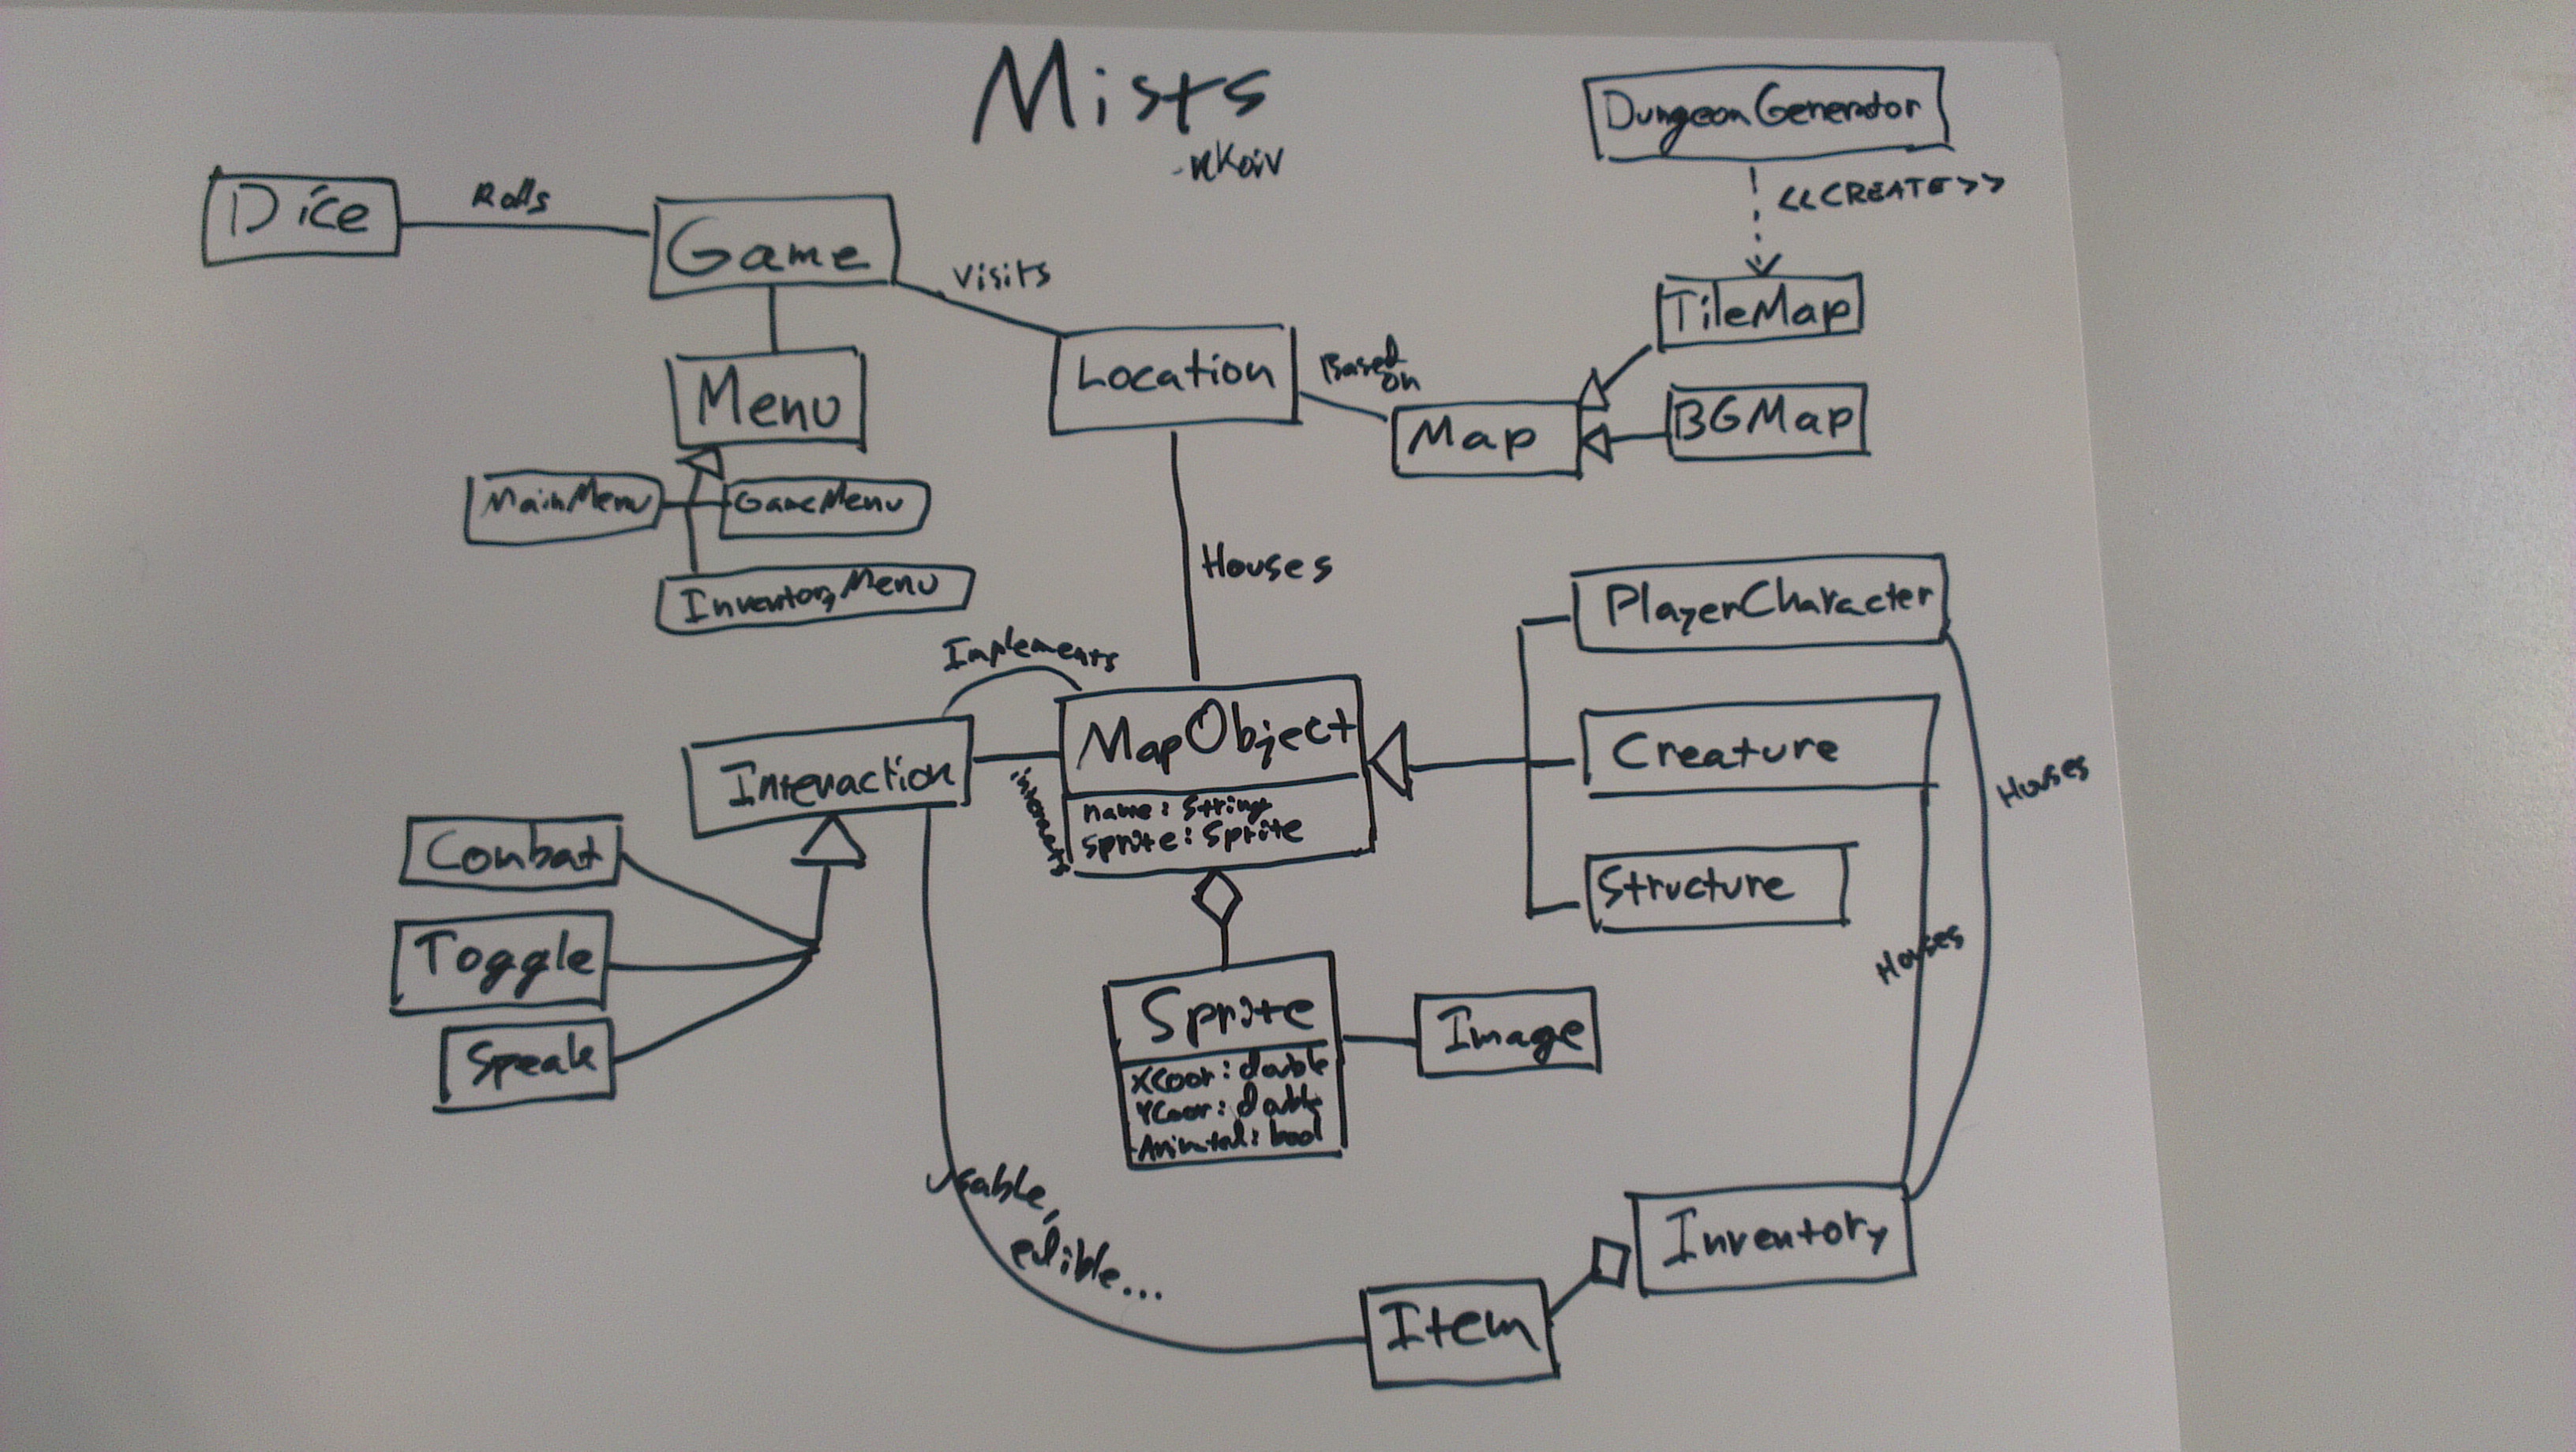 Mists
DungeonGenerator
<<CREATE>>
Dice
Rolls
Game
Visits
TileMap
Location
Based
on
Map
BGMap
Menu
MainMenu
GameMenu
InventoryMenu
Houses
Implements
PlayerCharacter
Interaction
interacts
MapObject
name: String
Sprite: Sprite
Creature
Houses
Structure
Houses
Combat
Toggle
Speak
Sprite
XCoor: double
YCoor: double
bool
Image
Usable,
edible...
Inventory
Item